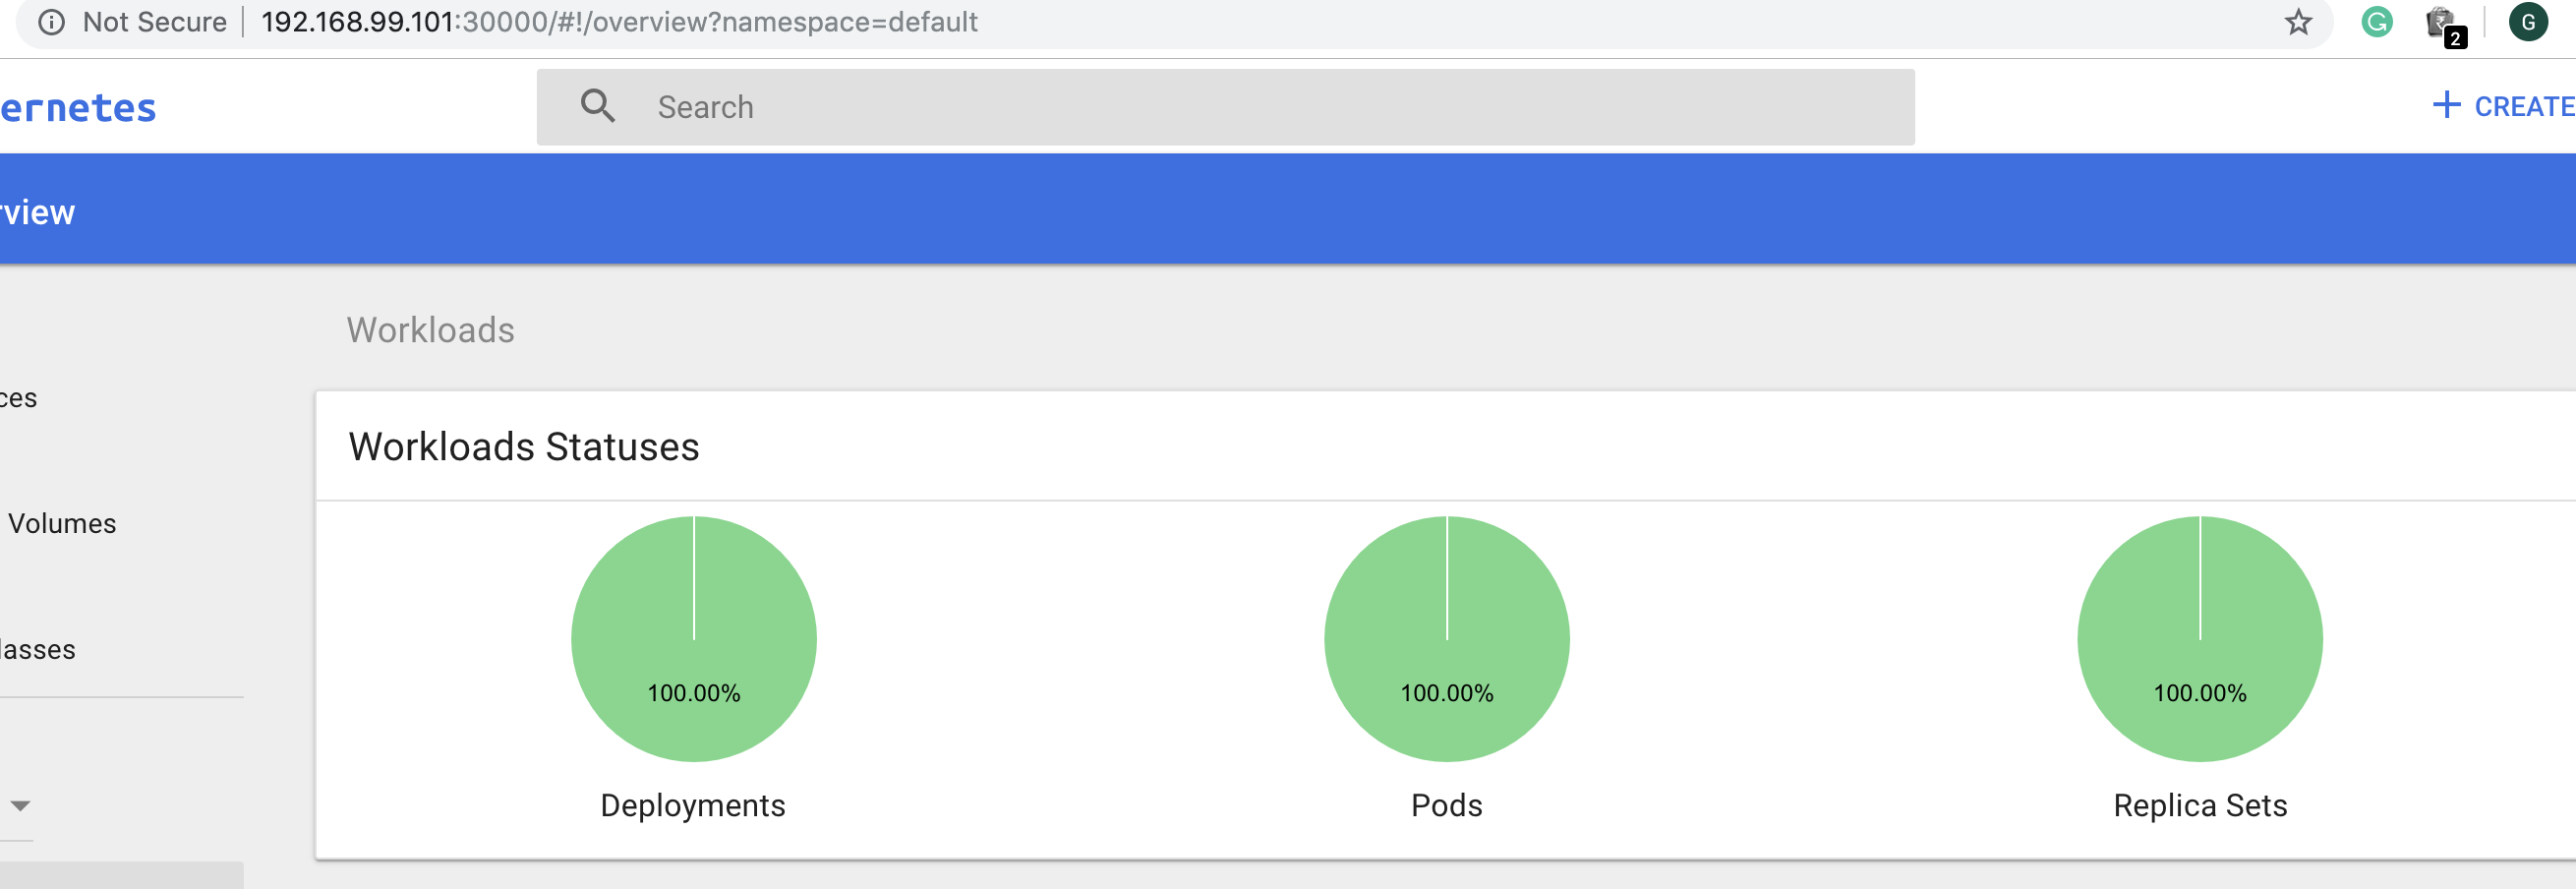 Not Secure | 192.168.99.101:30000/#!/overview?namespace=default
2
G
ernetes
Search
+ CREATE
rview
Workloads
ces
Workloads Statuses
Volumes
lasses
100.00%
100.00%
100.00%
Deployments
Pods
Replica Sets